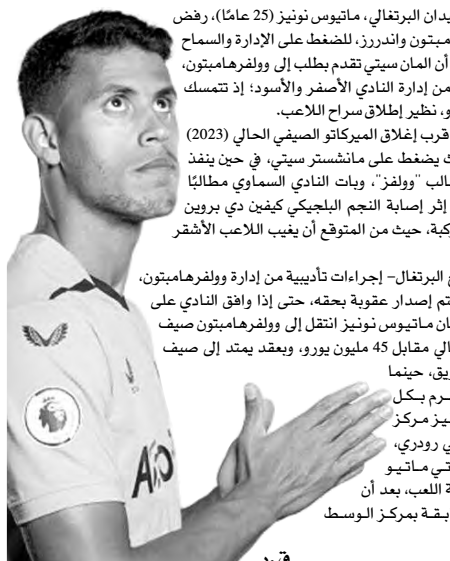 يدان البرتغالي، ماتيوس نونيز (25 عامًا)، رفض
مبتون واندررز، للضغط على الإدارة والسماح
أن المان سيتي تقدم بطلب إلى وولفرهامبتون،
من إدارة النادي الأصفر والأسود؛ إذ تتمسك
و، نظير إطلاق سراح اللاعب.
قرب إغلاق الميركاتو الصيفي الحالي (2023)
ث يضغط على مانشستر سيتي، في حين ينفذ
الب "وولفز"، وبات النادي السماوي مطالبًا
إثر إصابة النجم البلجيكي كيفين دي بروين
ركبة، حيث من المتوقع أن يغيب اللاعب الأشقر
ع البرتغال– إجراءات تأديبية من إدارة وولفرهامبتون،
تم إصدار عقوبة بحقه، حتى إذا وافق النادي على
ان ماتيوس نونيز انتقل إلى وولفرهامبتون صيف
الي مقابل 45 مليون يورو، وبعقد يمتد إلى صيف
يق، حينما
رم بكل
يز مركز
ي رودري،
تي ماتيو
ة اللعب، بعد أن
بقة بمركز الوسط